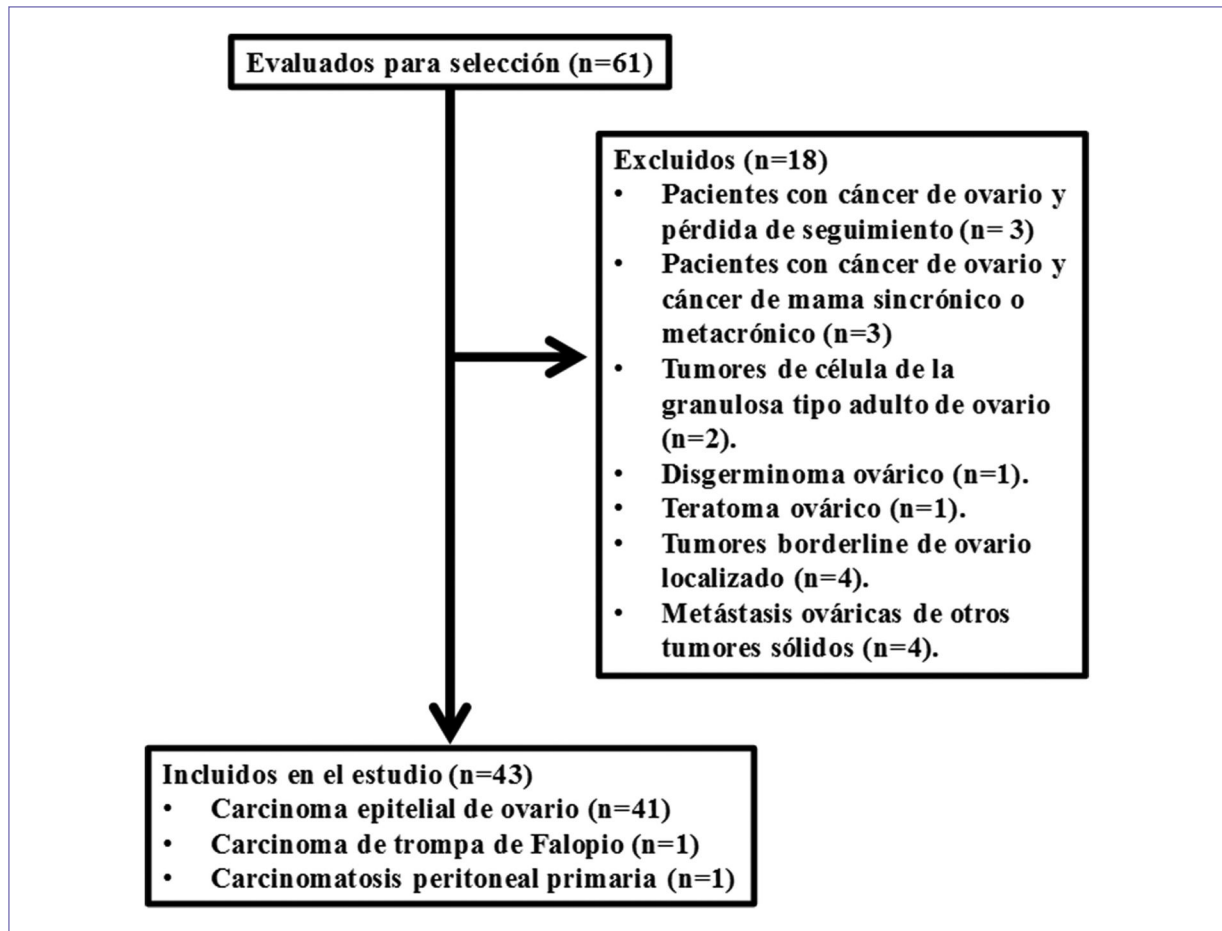 Evaluados para selección (n=61)
Excluidos (n=18)
• Pacientes con cáncer de ovario y
pérdida de seguimiento (n= 3)
• Pacientes con cáncer de ovario y
cáncer de mama sincrónico o
metacrónico (n=3)
• Tumores de célula de la
granulosa tipo adulto de ovario
(n=2).
• Disgerminoma ovárico (n=1).
• Teratoma ovárico (n=1).
• Tumores borderline de ovario
localizado (n=4).
• Metástasis ováricas de otros
tumores sólidos (n=4).
Incluidos en el estudio (n=43)
• Carcinoma epitelial de ovario (n=41)
• Carcinoma de trompa de Falopio (n=1)
• Carcinomatosis peritoneal primaria (n=1)